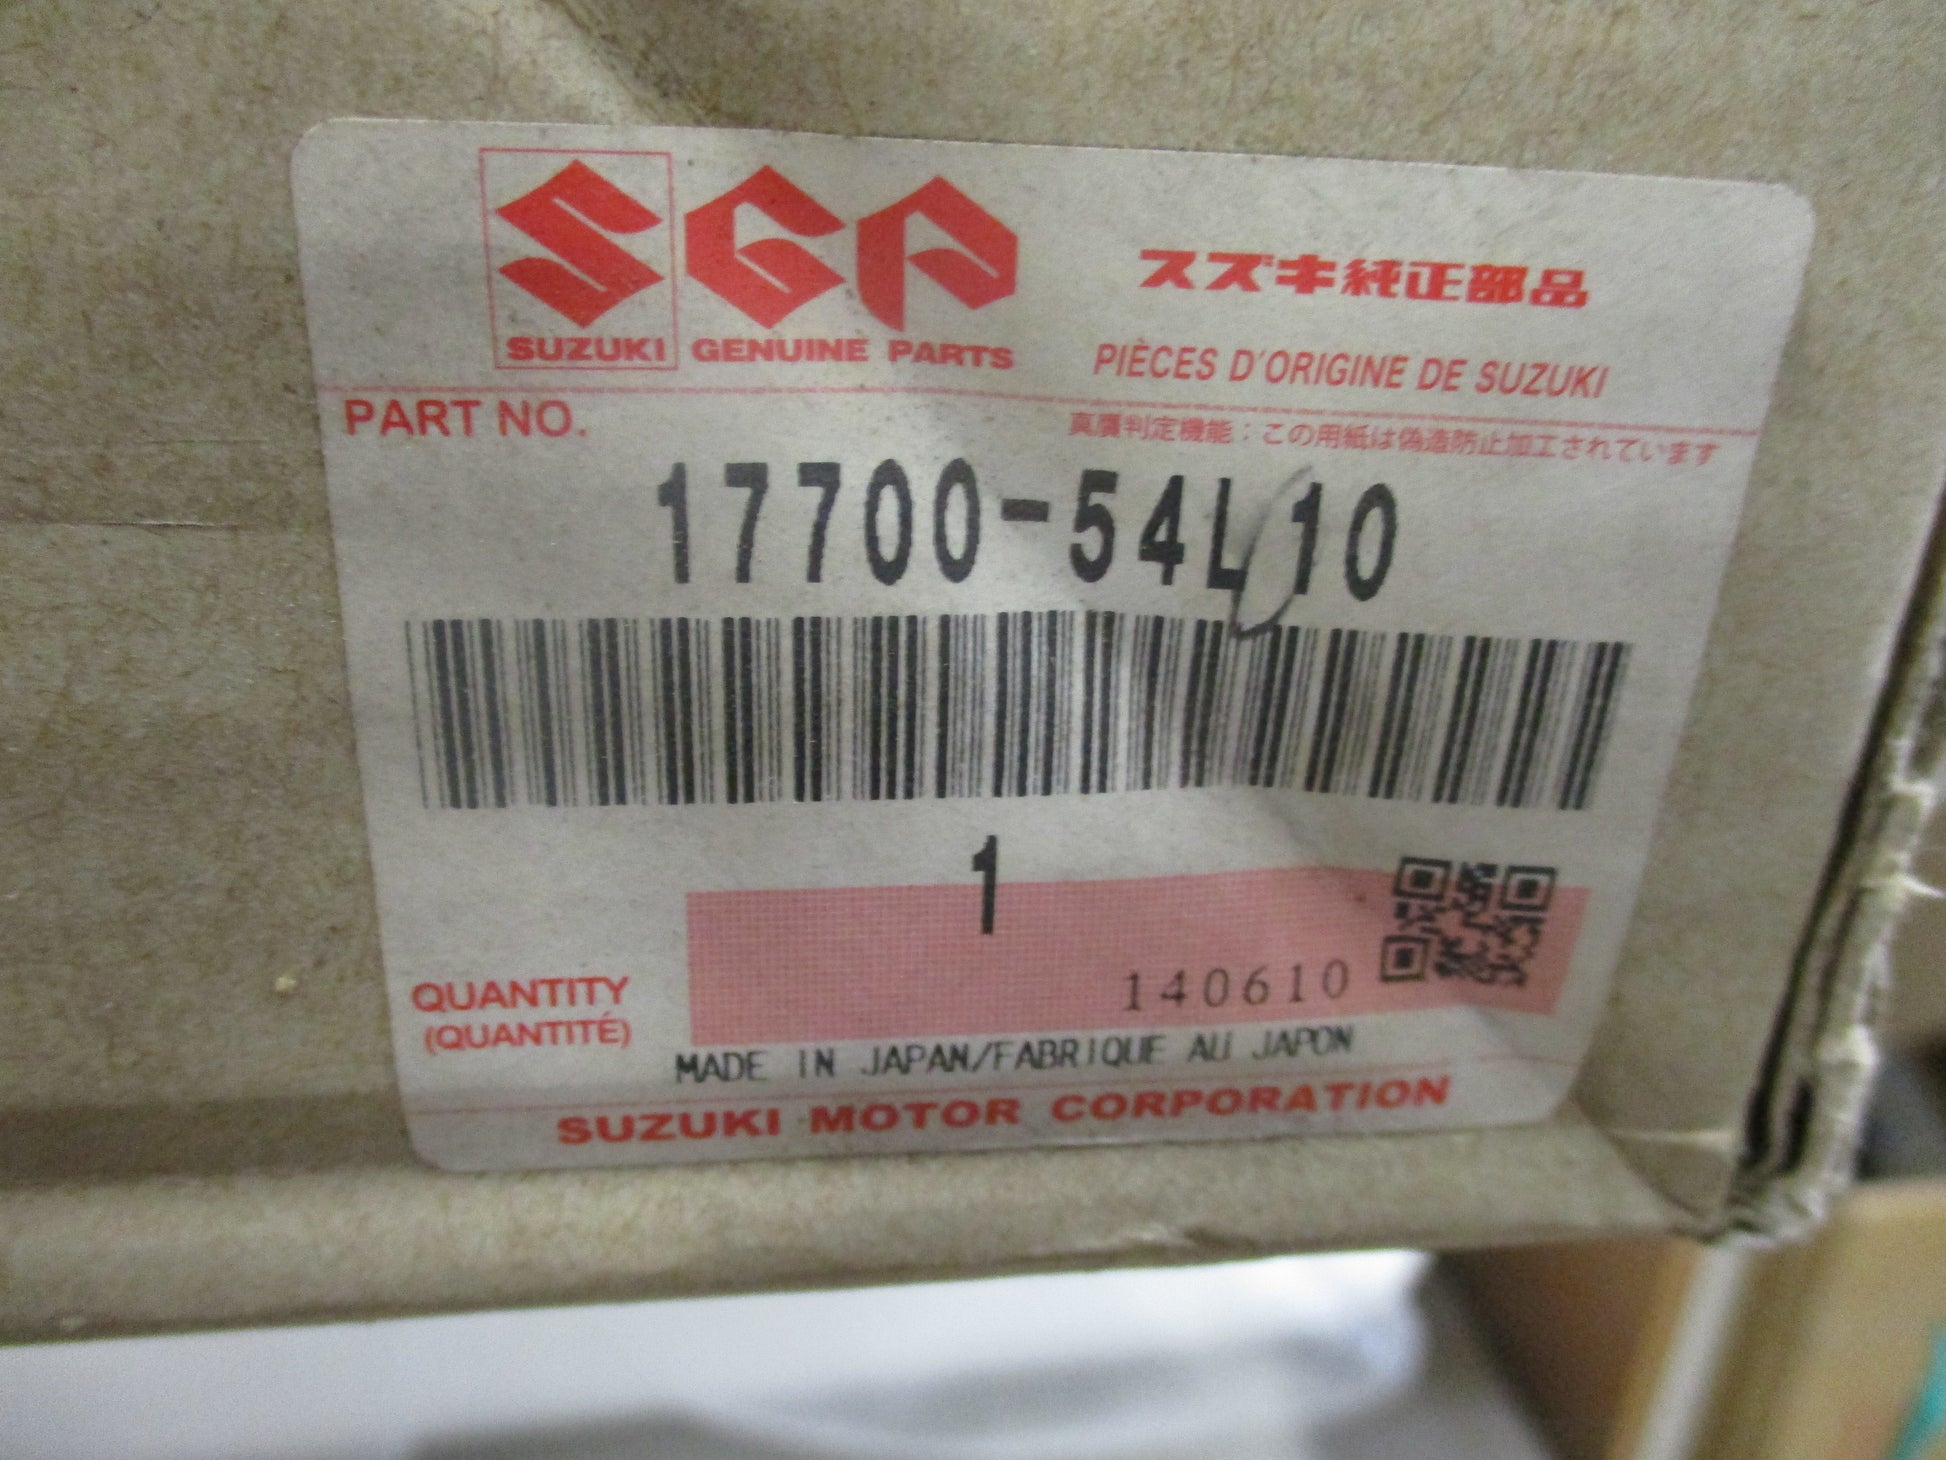 SGP
SUZUKI GENUINE PARTS
スズキ純正部品
PIÈCES D'ORIGINE DE SUZUKI
PART NO.
真贋判定機能：この用紙は偽造防止加工されています
17700-54L10
1
140610
QUANTITY
(QUANTITÉ)
MADE IN JAPAN/FABRIQUE AU JAPON
SUZUKI MOTOR CORPORATION